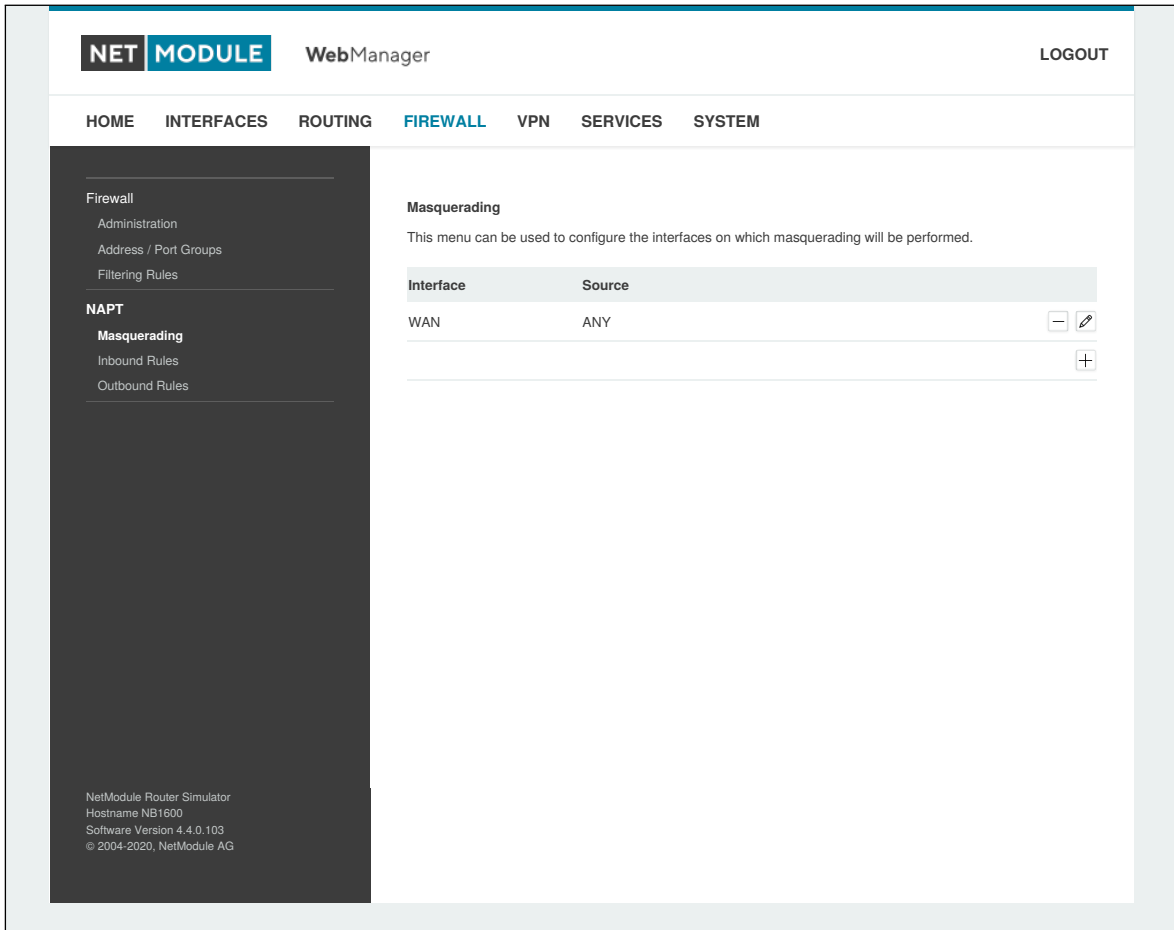 NET MODULE WebManager LOGOUT
HOME INTERFACES ROUTING FIREWALL VPN SERVICES SYSTEM
Firewall
Administration
Address / Port Groups
Filtering Rules
NAPT
Masquerading
Inbound Rules
Outbound Rules
Masquerading
This menu can be used to configure the interfaces on which masquerading will be performed.
Interface Source
WAN ANY
NetModule Router Simulator
Hostname NB1600
Software Version 4.4.0.103
© 2004-2020, NetModule AG